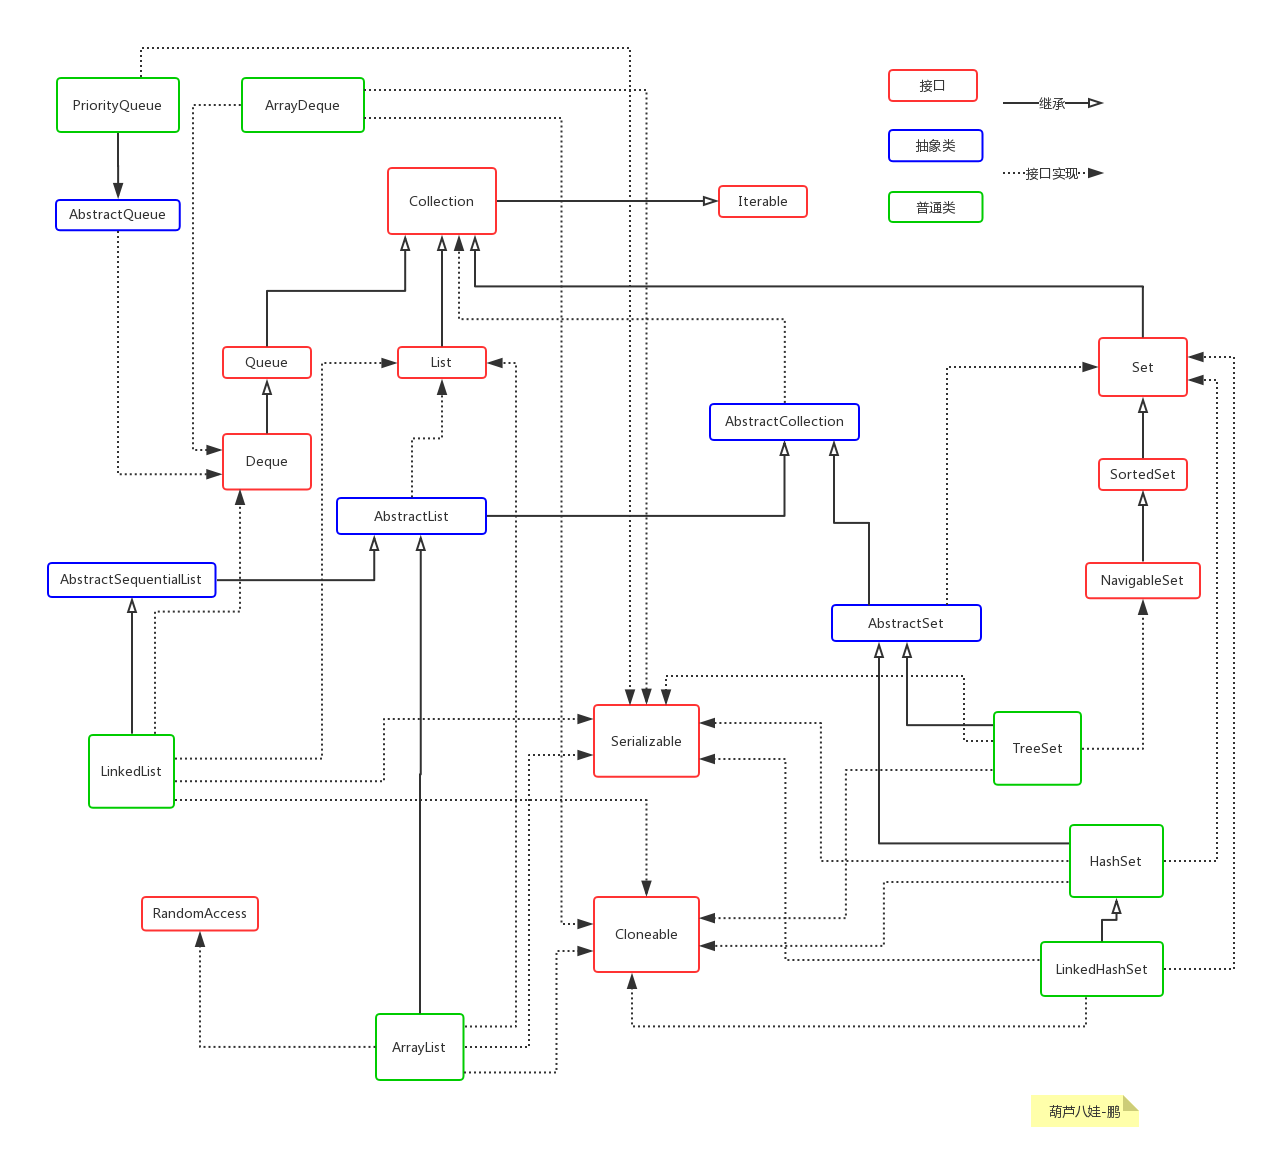 接口
PriorityQueue
ArrayDeque
继承
抽象类
接口实现
Collection
Iterable
普通类
AbstractQueue
Queue
List
Set
AbstractCollection
Deque
SortedSet
AbstractList
AbstractSequentialList
NavigableSet
AbstractSet
Serializable
TreeSet
LinkedList
HashSet
RandomAccess
Cloneable
LinkedHashSet
ArrayList
葫芦八娃-鹏